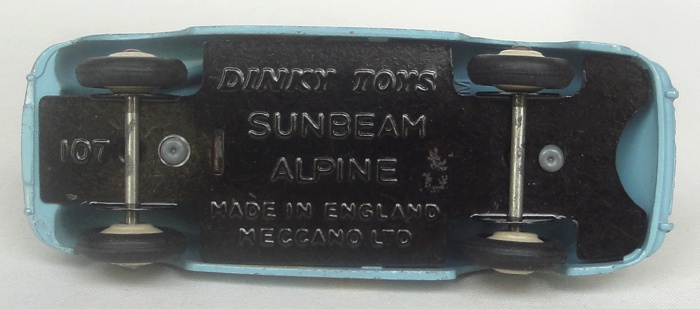 DINKY TOYS
SUNBEAM
107
ALPINE
MADE IN ENGLAND
MECCANO LTD